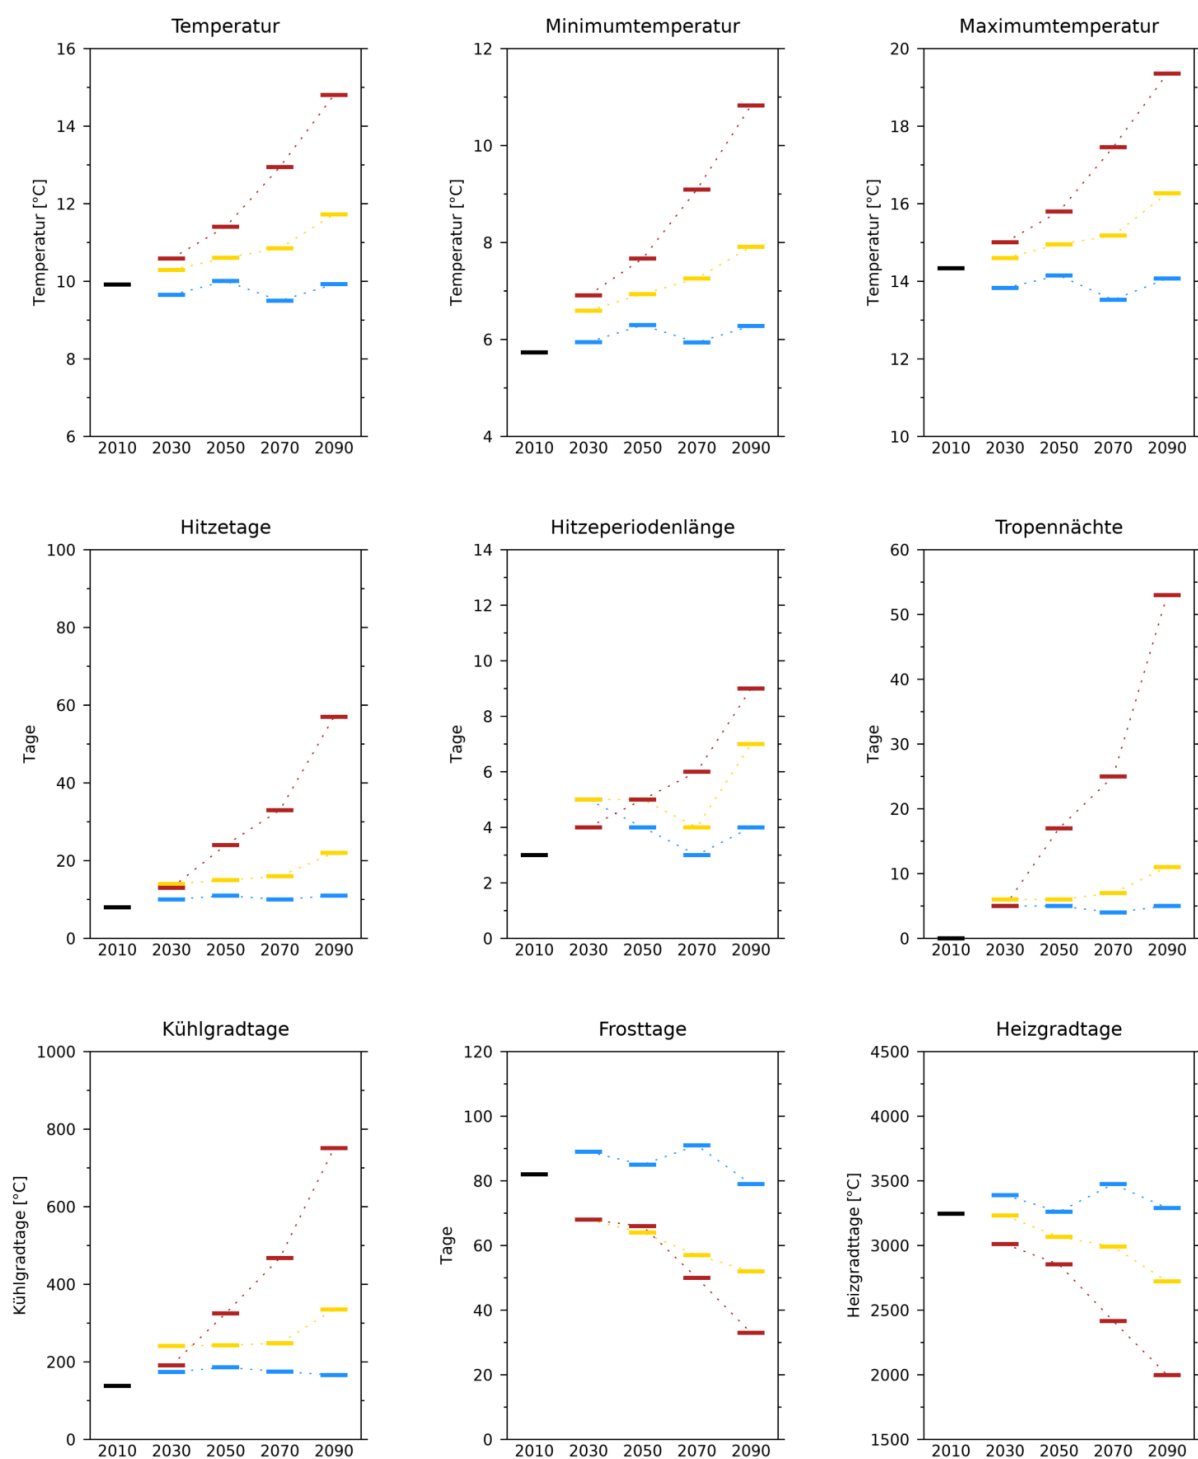 Temperatur
Minimumtemperatur
Maximumtemperatur
Temperatur [°C]
16
14
12
10
8
6
2010 2030 2050 2070 2090
Temperatur [°C]
12
10
8
6
4
2010 2030 2050 2070 2090
Temperatur [°C]
20
18
16
14
12
10
2010 2030 2050 2070 2090
Hitzetage
Hitzeperiodenlänge
Tropennächte
Tage
100
80
60
40
20
0
2010 2030 2050 2070 2090
Tage
14
12
10
8
6
4
2
0
2010 2030 2050 2070 2090
Tage
60
50
40
30
20
10
0
2010 2030 2050 2070 2090
Kühlgradtage
Frosttage
Heizgradtage
Kühlgradtage [°C]
1000
800
600
400
200
0
2010 2030 2050 2070 2090
Tage
120
100
80
60
40
20
0
2010 2030 2050 2070 2090
Heizgradttage [°C]
4500
4000
3500
3000
2500
2000
1500
2010 2030 2050 2070 2090